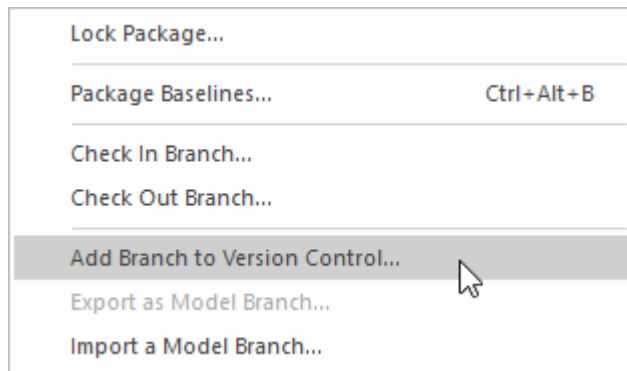 Lock Package...
Package Baselines... Ctrl+Alt+B
Check In Branch...
Check Out Branch...
Add Branch to Version Control...
Export as Model Branch...
Import a Model Branch...